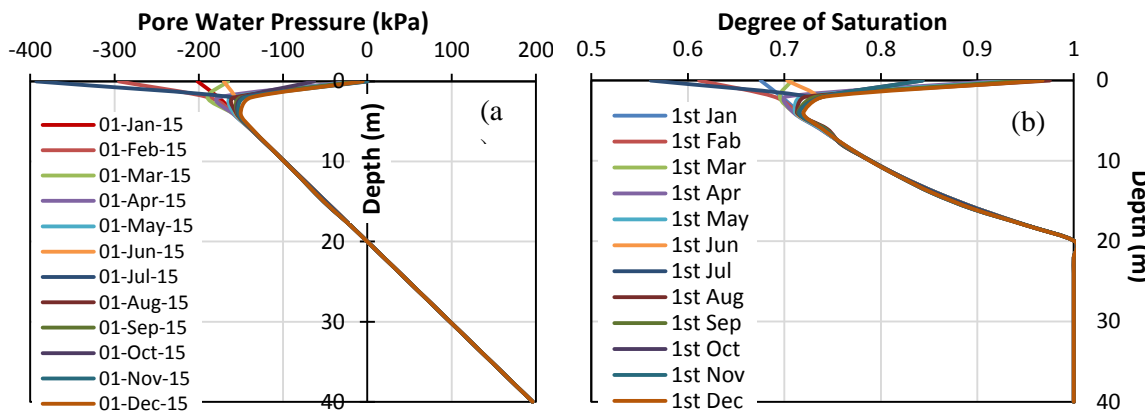 Pore Water Pressure (kPa)
-400 -300 -200 -100 0 100 200
0
10
20
30
40
Depth (m)
(a
`
01-Jan-15
01-Feb-15
01-Mar-15
01-Apr-15
01-May-15
01-Jun-15
01-Jul-15
01-Aug-15
01-Sep-15
01-Oct-15
01-Nov-15
01-Dec-15
Degree of Saturation
0.5 0.6 0.7 0.8 0.9 1
0
10
20
30
40
Depth (m)
(b)
1st Jan
1st Fab
1st Mar
1st Apr
1st May
1st Jun
1st Jul
1st Aug
1st Sep
1st Oct
1st Nov
1st Dec